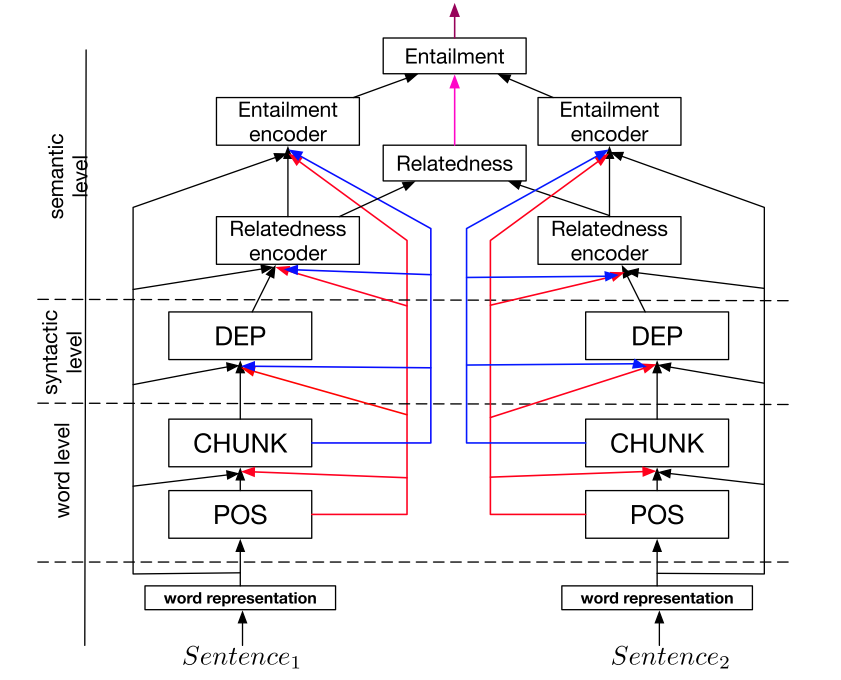 Entailment
Entailment
encoder
Entailment
encoder
Relatedness
semantic
level
Relatedness
encoder
Relatedness
encoder
DEP
DEP
syntactic
level
CHUNK
CHUNK
word level
POS
POS
word representation
word representation
Sentence₁
Sentence₂